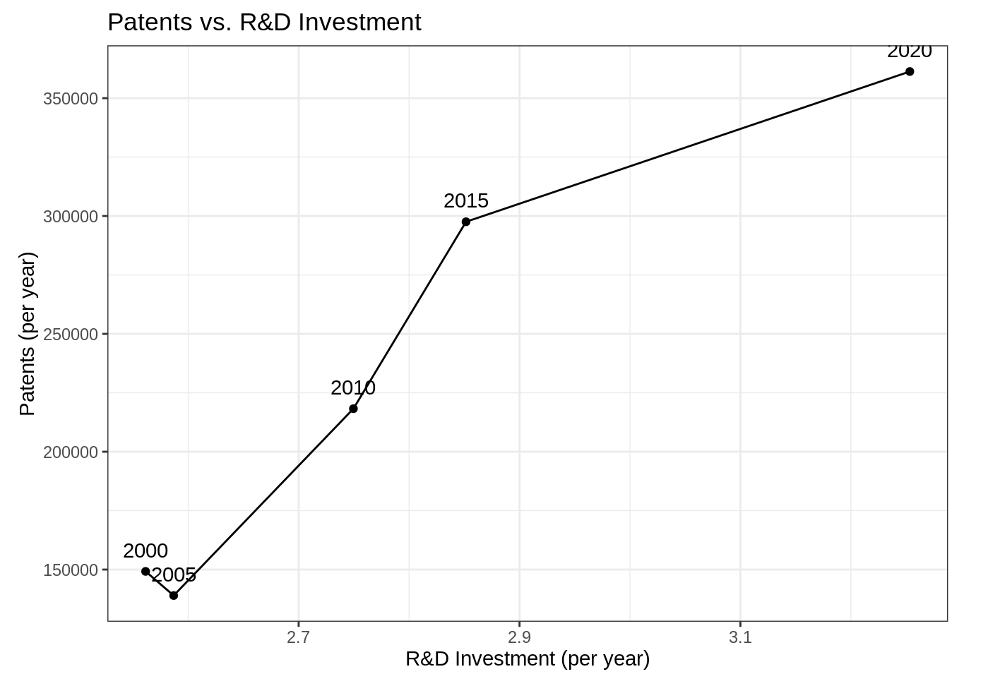 Patents vs. R&D Investment
2020
350000
2015
300000
Patents (per year)
250000
2010
200000
2000
2005
150000
2.7 2.9 3.1
R&D Investment (per year)